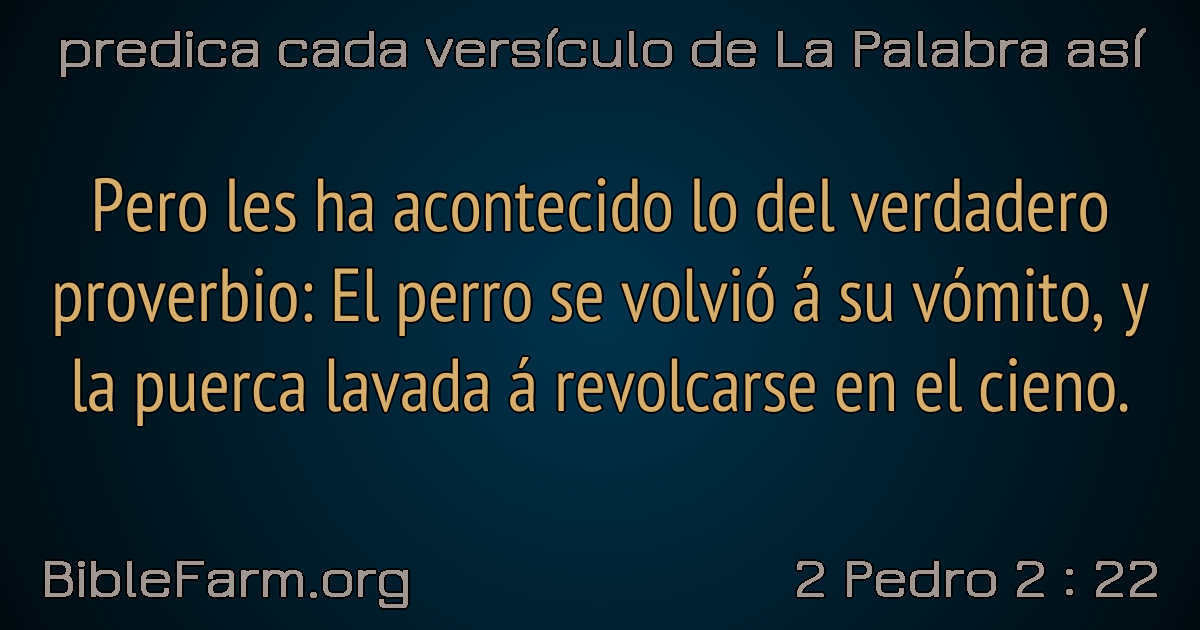 predica cada versículo de La Palabra así
Pero les ha acontecido lo del verdadero
proverbio: El perro se volvió á su vómito, y
la puerca lavada á revolcarse en el cieno.
BibleFarm.org
2 Pedro 2 : 22